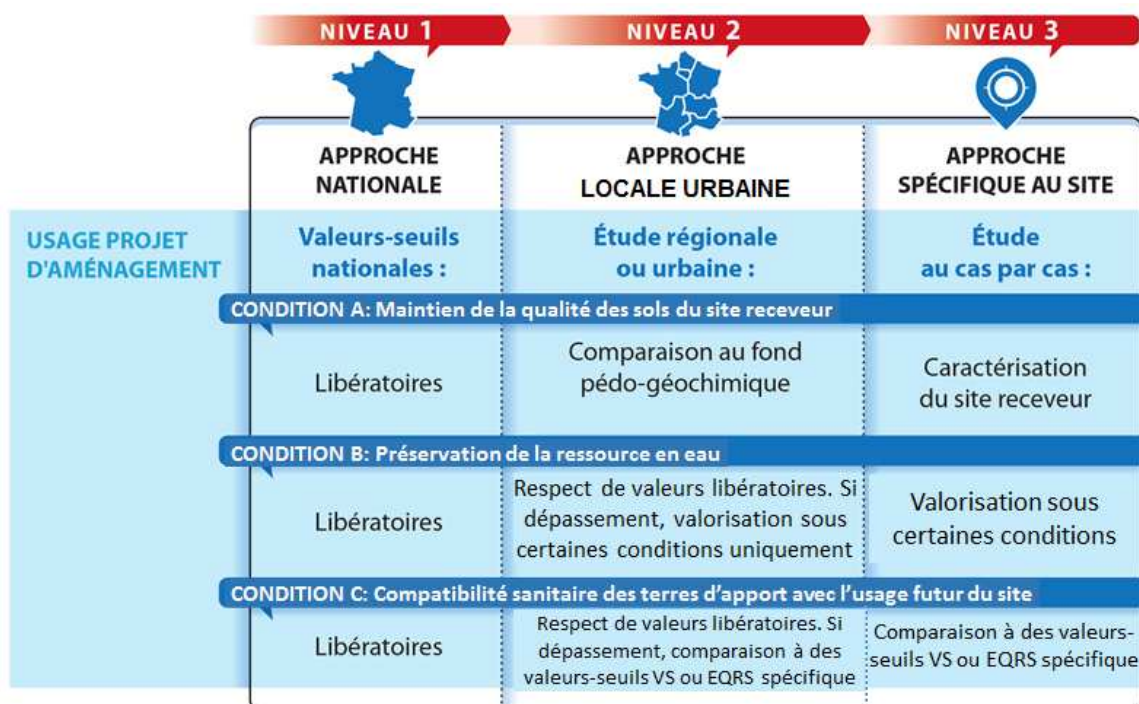 NIVEAU 1
NIVEAU 2
NIVEAU 3
APPROCHE
NATIONALE
APPROCHE
LOCALE URBAINE
APPROCHE
SPÉCIFIQUE AU SITE
USAGE PROJET
D'AMÉNAGEMENT
Valeurs-seuils
nationales :
Étude régionale
ou urbaine :
Étude
au cas par cas :
CONDITION A: Maintien de la qualité des sols du site receveur
Libératoires
Comparaison au fond
pédo-géochimique
Caractérisation
du site receveur
CONDITION B: Préservation de la ressource en eau
Libératoires
Respect de valeurs libératoires. Si
dépassement, valorisation sous
certaines conditions uniquement
Valorisation sous
certaines conditions
CONDITION C: Compatibilité sanitaire des terres d'apport avec l'usage futur du site
Libératoires
Respect de valeurs libératoires. Si
dépassement, comparaison à des
valeurs-seuils VS ou EQRS spécifique
Comparaison à des valeurs-
seuils VS ou EQRS spécifique